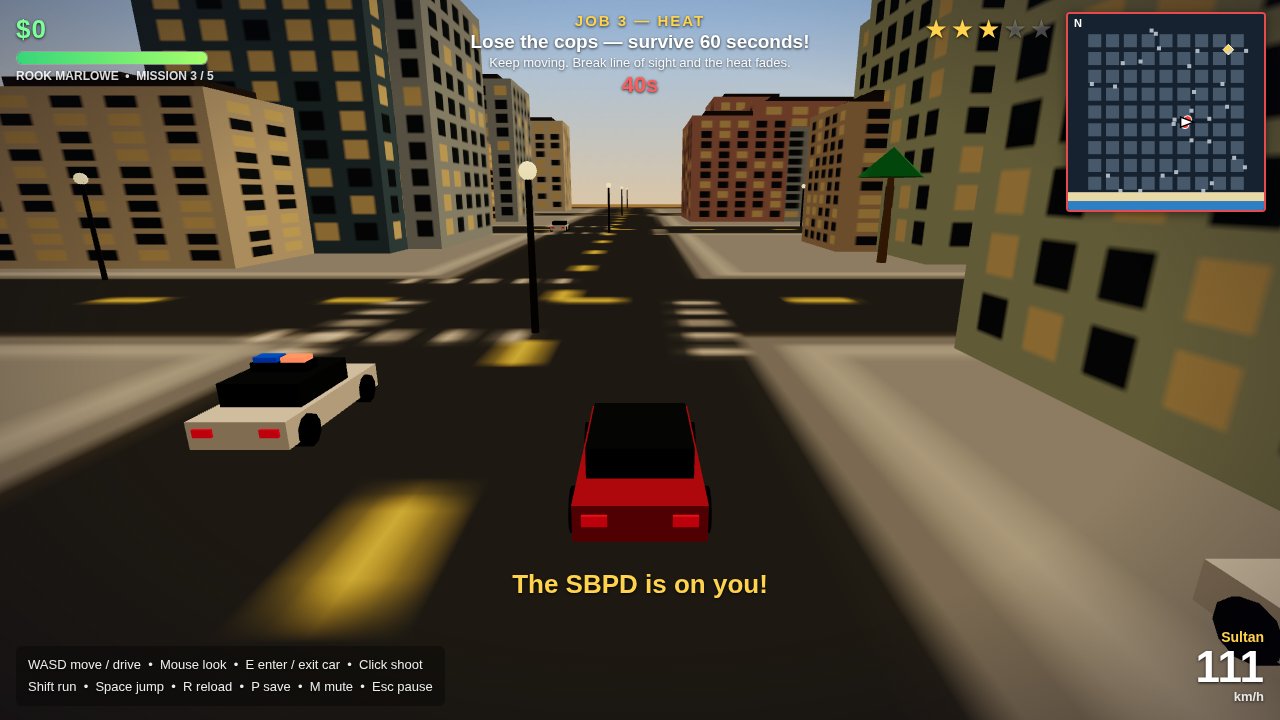 $0
ROOK MARLOWE • MISSION 3 / 5
JOB 3 — HEAT
Lose the cops — survive 60 seconds!
Keep moving. Break line of sight and the heat fades.
40s
N
The SBPD is on you!
WASD move / drive • Mouse look • E enter / exit car • Click shoot
Shift run • Space jump • R reload • P save • M mute • Esc pause
Sultan
111
km/h